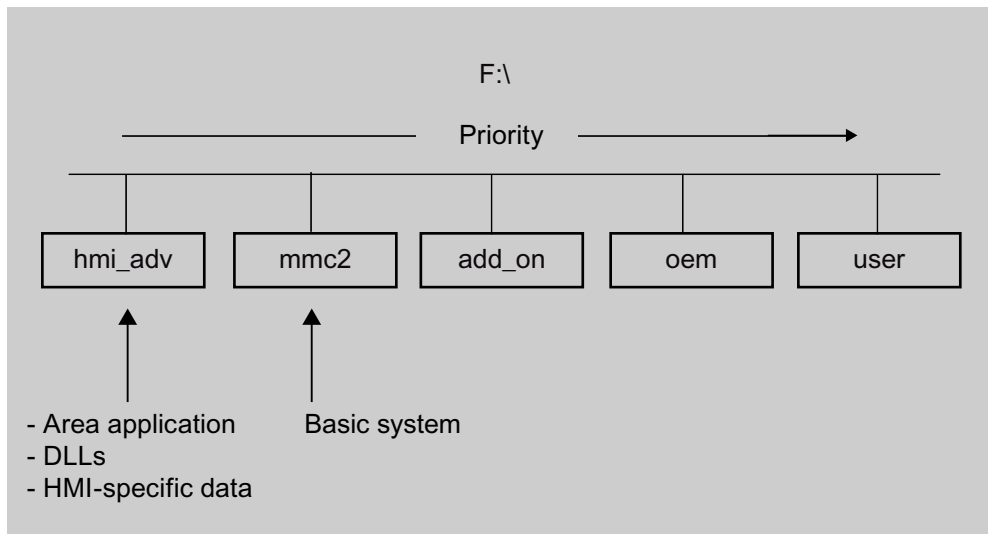 F:\
Priority
hmi_adv
mmc2
add_on
oem
user
- Area application
- DLLs
- HMI-specific data
Basic system